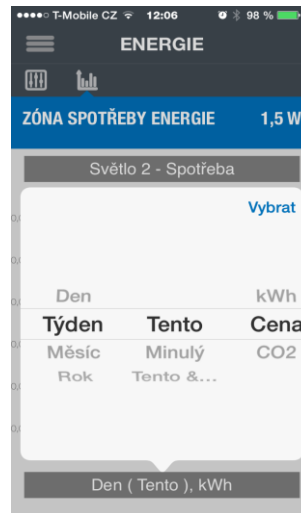 T-Mobile CZ 12:06 98 %
ENERGIE
ZÓNA SPOTŘEBY ENERGIE 1,5 W
Světlo 2 - Spotřeba
Vybrat
Den kWh
Týden Tento Cena
Měsíc Minulý CO2
Rok Tento &...
Den ( Tento ), kWh